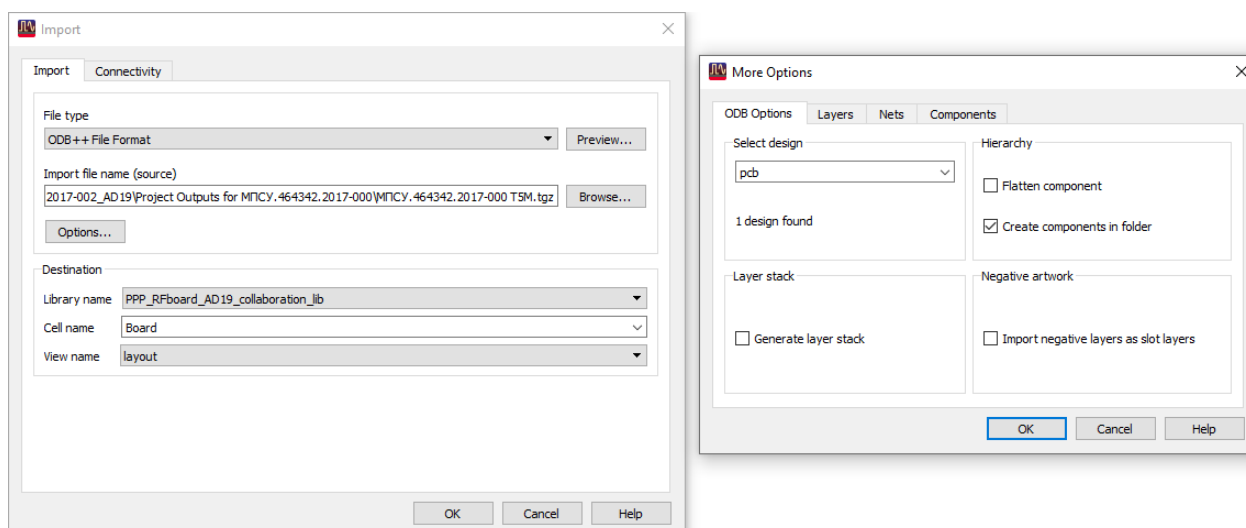 Import
Import
Connectivity
File type
ODB++ File Format
Preview...
Import file name (source)
2017-002_AD19\Project Outputs for МПСУ.464342.2017-000\МПСУ.464342.2017-000 T5M.tgz
Browse...
Options...
Destination
Library name
PPP_RFboard_AD19_collaboration_lib
Cell name
Board
View name
layout
OK
Cancel
Help
More Options
ODB Options
Layers
Nets
Components
Select design
pcb
1 design found
Hierarchy
Flatten component
Create components in folder
Layer stack
Generate layer stack
Negative artwork
Import negative layers as slot layers
OK
Cancel
Help